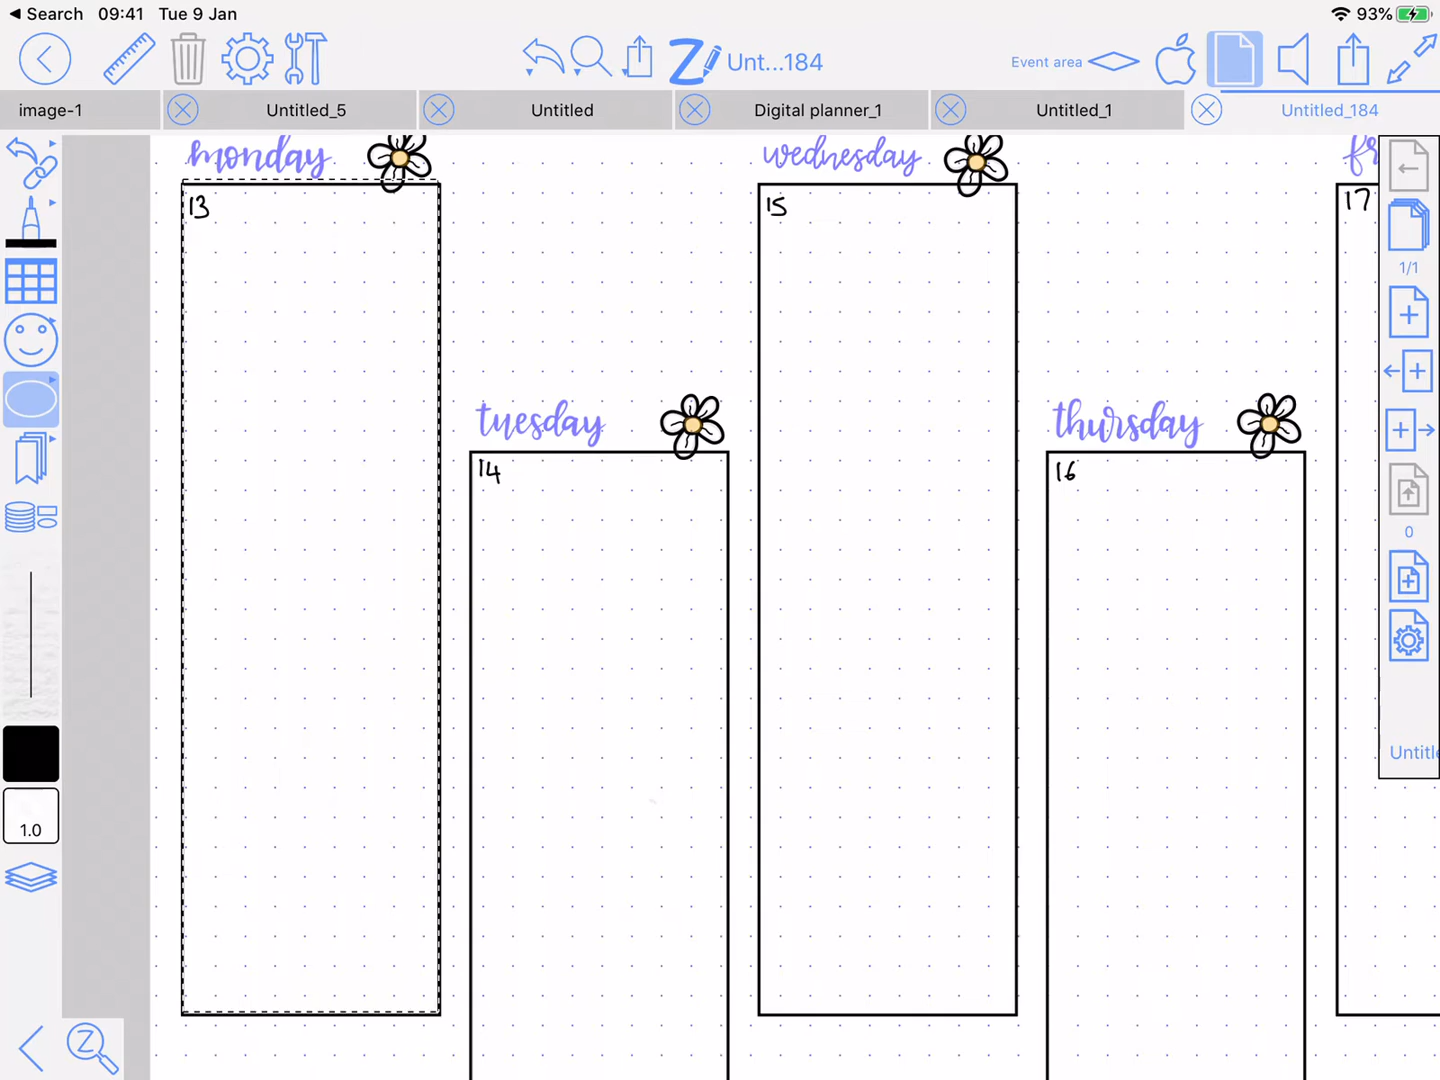 Search 09:41 Tue 9 Jan 93%
Unt...184 Event area
image-1 Untitled_5 Untitled Digital planner_1 Untitled_1 Untitled_184
monday wednesday
13 15 17
1/1
tuesday thursday
14 16
0
1.0